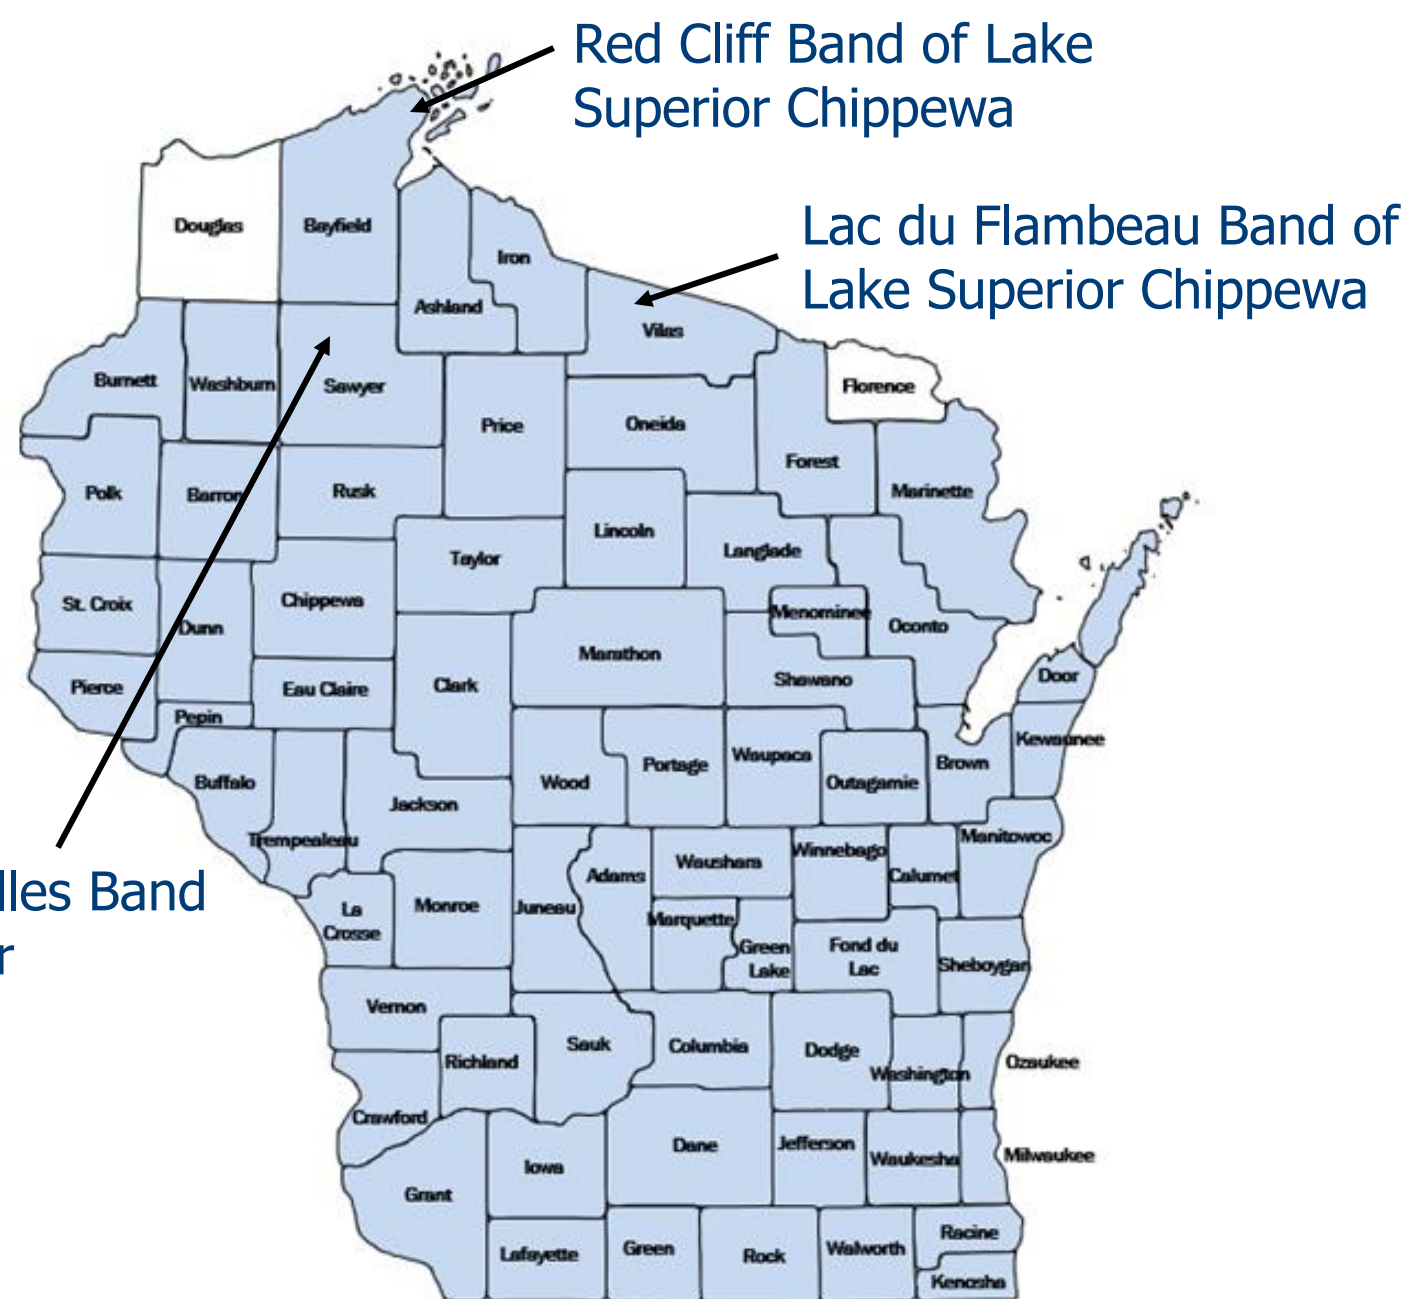 Red Cliff Band of Lake
Superior Chippewa
Lac du Flambeau Band of
Lake Superior Chippewa
Douglas
Bayfield
Iron
Ashland
Vilas
Burnett
Washburn
Sawyer
Florence
Price
Oneida
Forest
Polk
Barron
Rusk
Marinette
Lincoln
Langlade
Taylor
St. Croix
Chippewa
Menominee
Dunn
Oconto
Marathon
Pierce
Eau Claire
Clark
Shawano
Door
Pepin
Kewaunee
Buffalo
Wood
Portage
Waupaca
Outagamie
Brown
Jackson
Trempealeau
Manitowoc
Winnebago
Waushara
Adams
Calumet
lles Band
r
La
Crosse
Monroe
Juneau
Marquette
Green
Lake
Fond du
Lac
Sheboygan
Vernon
Richland
Sauk
Columbia
Dodge
Washington
Ozaukee
Crawford
Dane
Jefferson
Waukesha
Milwaukee
Iowa
Grant
Lafayette
Green
Rock
Walworth
Racine
Kenosha